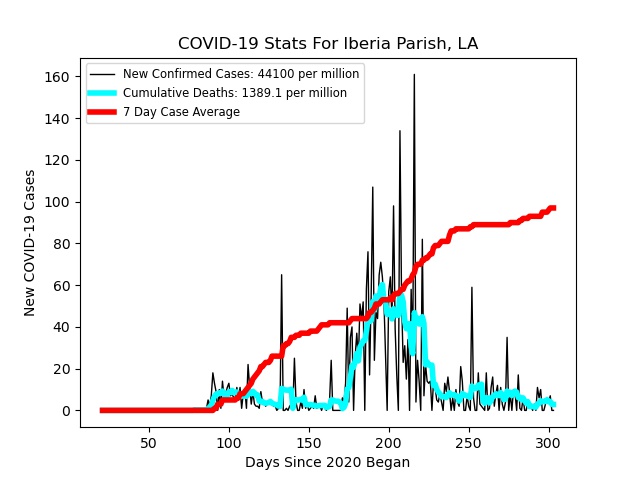 COVID-19 Stats For Iberia Parish, LA
New Confirmed Cases: 44100 per million
Cumulative Deaths: 1389.1 per million
7 Day Case Average
New COVID-19 Cases
160
140
120
100
80
60
40
20
0
50 100 150 200 250 300
Days Since 2020 Began